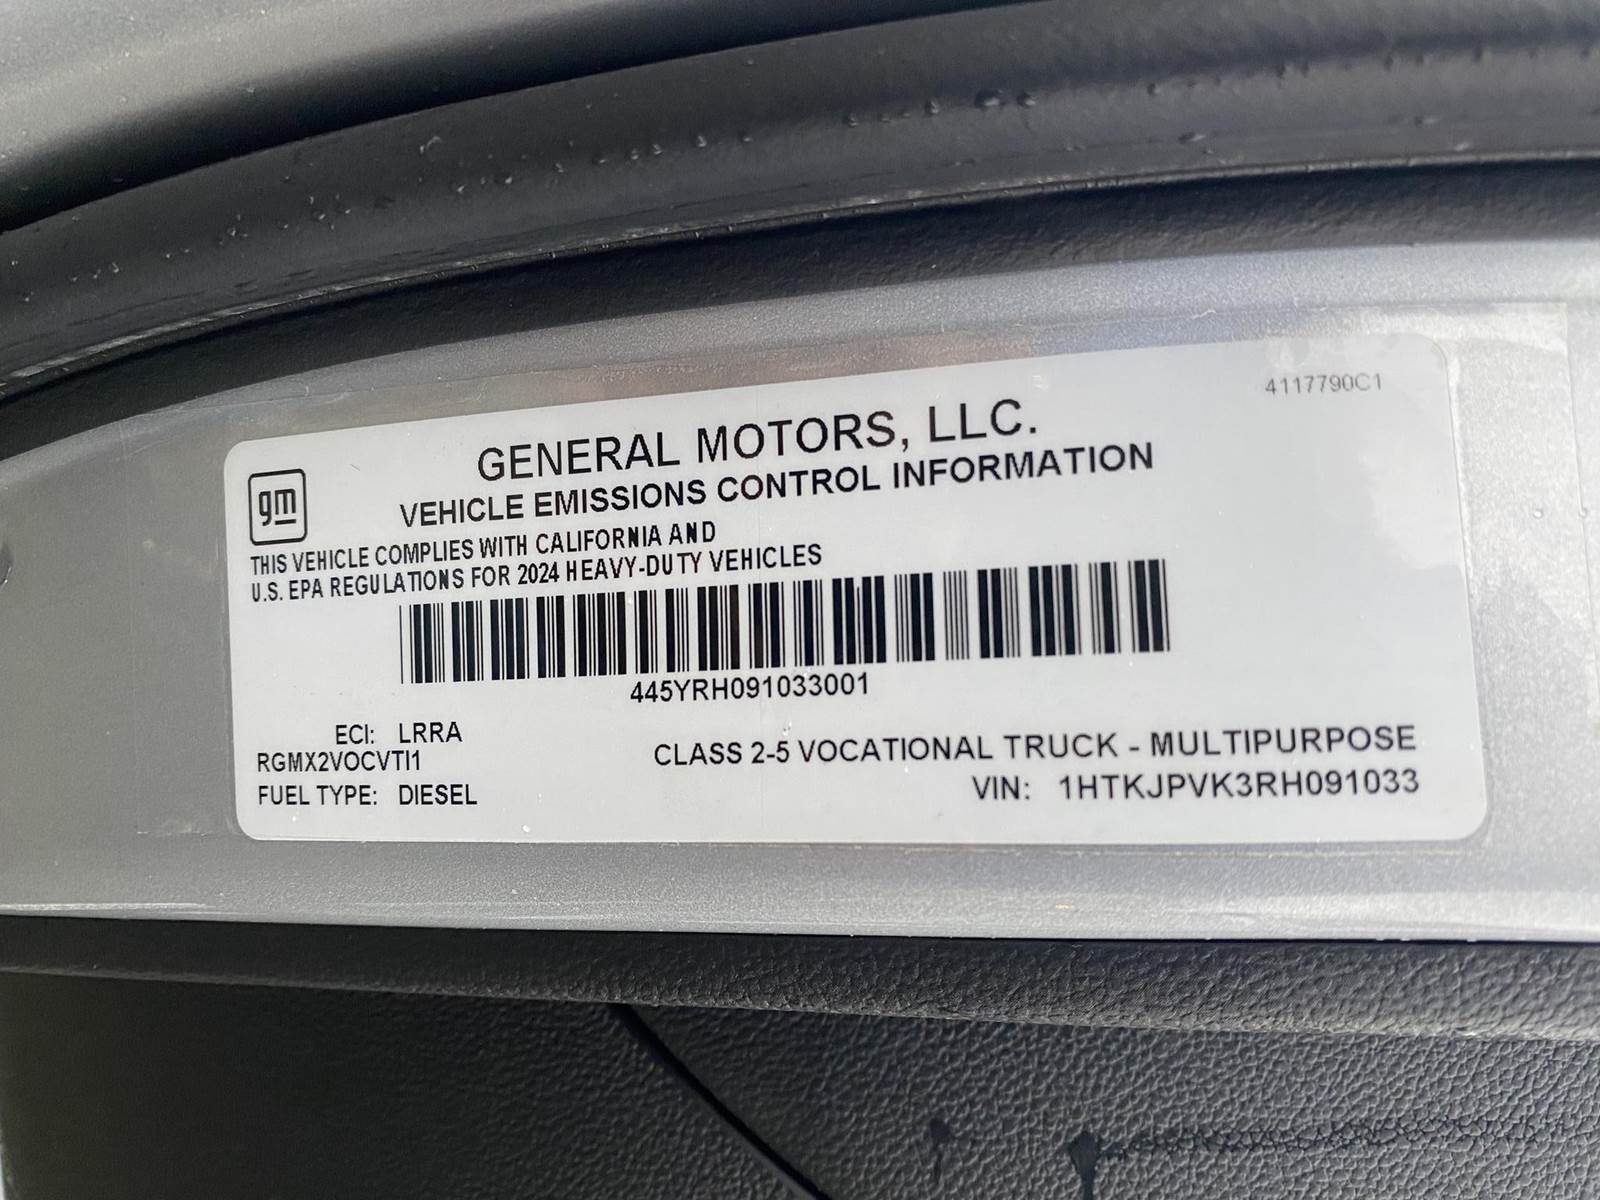 4117790C1
GENERAL MOTORS, LLC.
gm
VEHICLE EMISSIONS CONTROL INFORMATION
THIS VEHICLE COMPLIES WITH CALIFORNIA AND
U.S. EPA REGULATIONS FOR 2024 HEAVY-DUTY VEHICLES
445YRH091033001
ECI: LRRA
RGMX2VOCVTI1
FUEL TYPE: DIESEL
CLASS 2-5 VOCATIONAL TRUCK - MULTIPURPOSE
VIN: 1HTKJPVK3RH091033